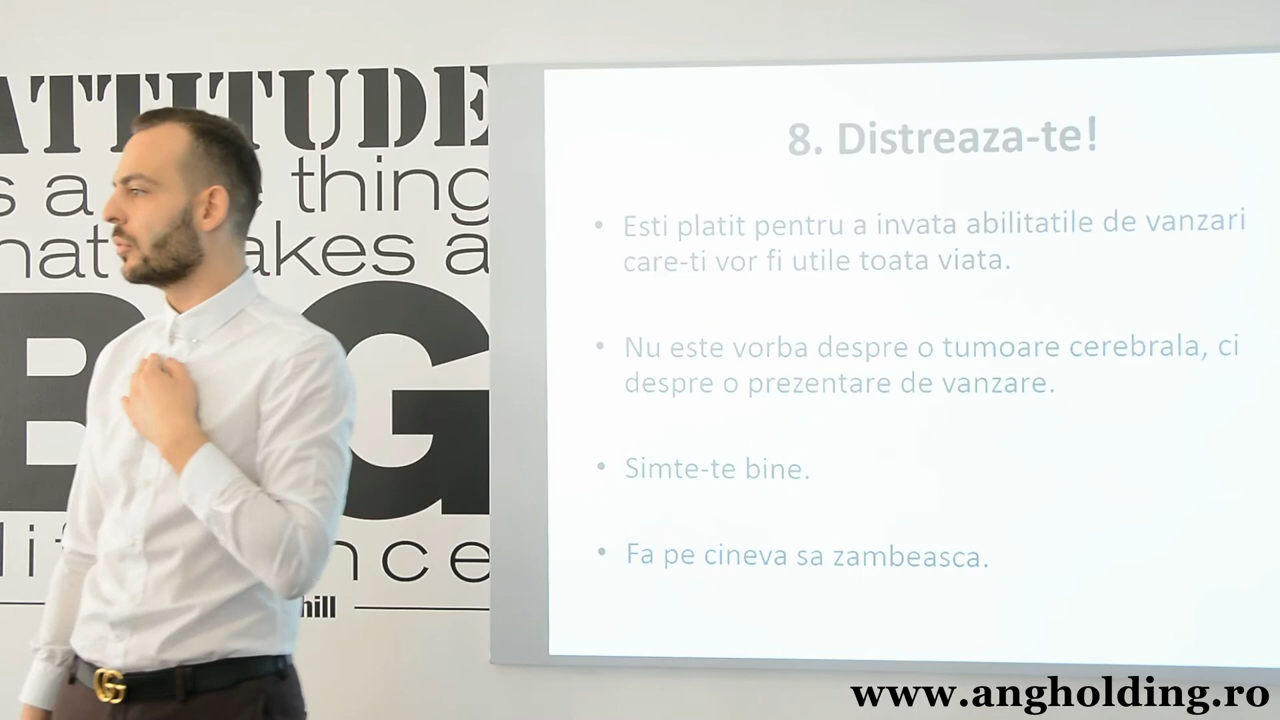 ATTITUDE
s a thing
akes a
B G
nce
hill
8. Distreaza-te!
• Esti platit pentru a invata abilitatile de vanzari
care-ti vor fi utile toata viata.
• Nu este vorba despre o tumoare cerebrala, ci
despre o prezentare de vanzare.
• Simte-te bine.
• Fa pe cineva sa zambeasca.
www.angholding.ro